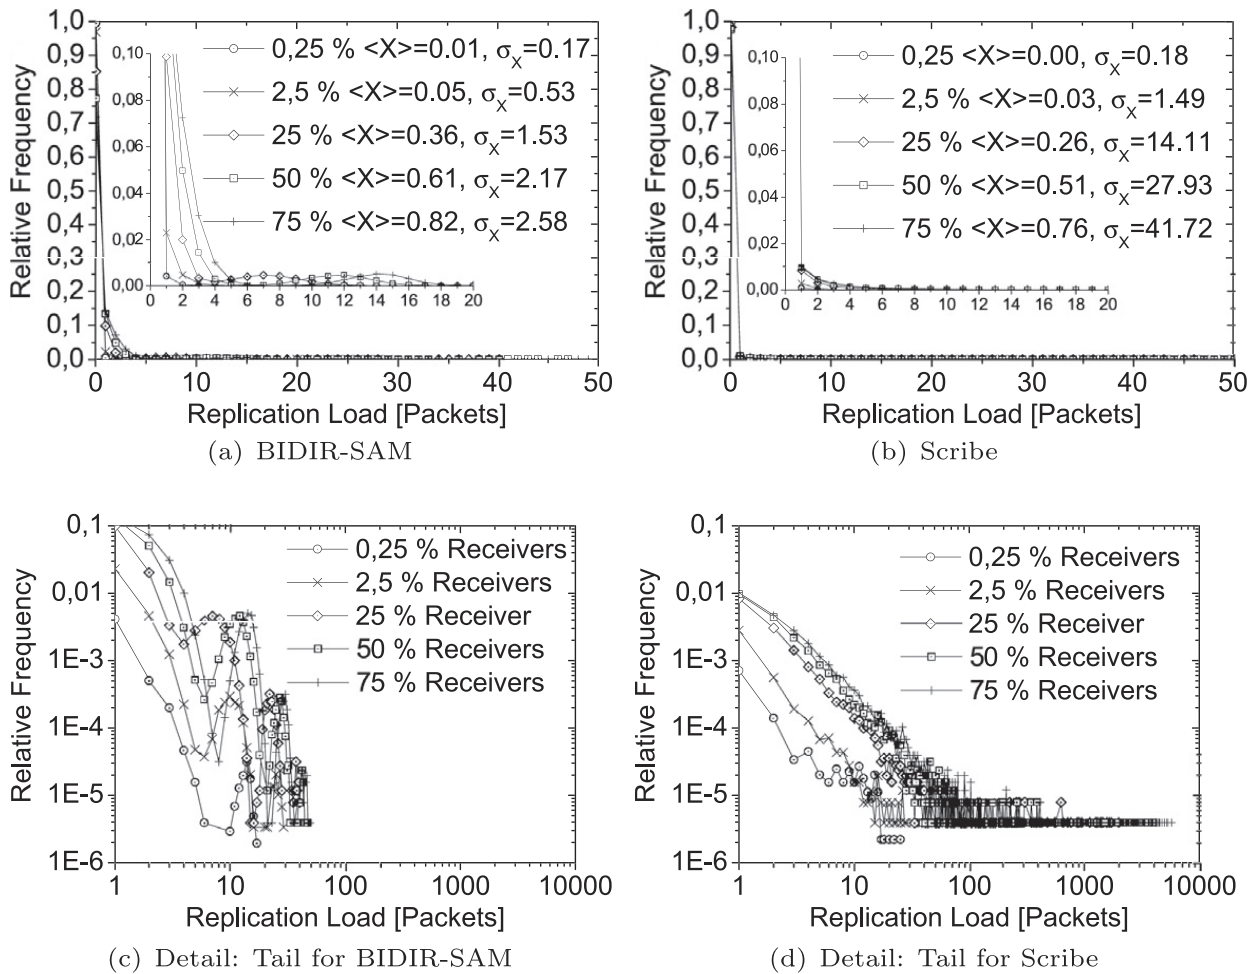 1,0
0,9
0,8
0,7
0,6
0,5
0,4
0,3
0,2
0,1
0,0
Relative Frequency
0,10
0,08
0,06
0,04
0,02
0,00
0 2 4 6 8 10 12 14 16 18 20
0,25 % <X>=0.01, σX=0.17
2,5 % <X>=0.05, σX=0.53
25 % <X>=0.36, σX=1.53
50 % <X>=0.61, σX=2.17
75 % <X>=0.82, σX=2.58
0 10 20 30 40 50
Replication Load [Packets]
(a) BIDIR-SAM
1,0
0,9
0,8
0,7
0,6
0,5
0,4
0,3
0,2
0,1
0,0
Relative Frequency
0,10
0,08
0,06
0,04
0,02
0,00
0 2 4 6 8 10 12 14 16 18 20
0,25 <X>=0.00, σX=0.18
2,5 % <X>=0.03, σX=1.49
25 % <X>=0.26, σX=14.11
50 % <X>=0.51, σX=27.93
75 % <X>=0.76, σX=41.72
0 10 20 30 40 50
Replication Load [Packets]
(b) Scribe
0,1
0,01
1E-3
1E-4
1E-5
1E-6
Relative Frequency
0,25 % Receivers
2,5 % Receivers
25 % Receiver
50 % Receivers
75 % Receivers
1 10 100 1000 10000
Replication Load [Packets]
(c) Detail: Tail for BIDIR-SAM
0,1
0,01
1E-3
1E-4
1E-5
1E-6
Relative Frequency
0,25 % Receivers
2,5 % Receivers
25 % Receiver
50 % Receivers
75 % Receivers
1 10 100 1000 10000
Replication Load [Packets]
(d) Detail: Tail for Scribe